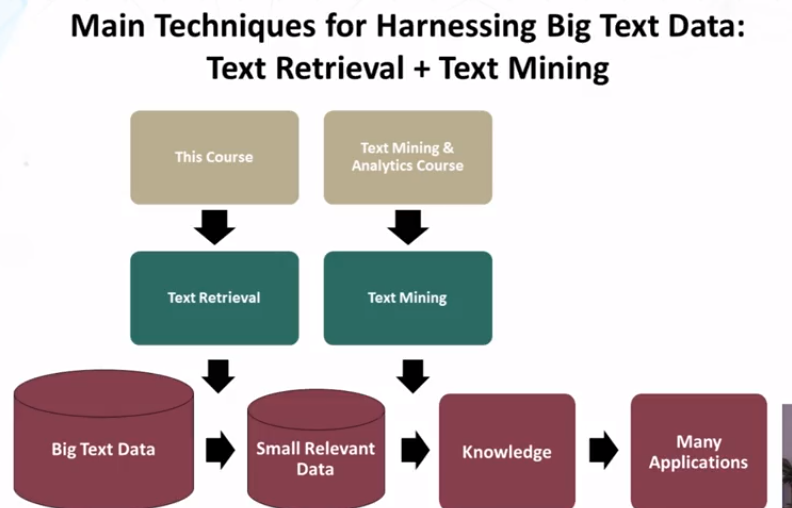 Main Techniques for Harnessing Big Text Data:
Text Retrieval + Text Mining
This Course
Text Mining &
Analytics Course
Text Retrieval
Text Mining
Big Text Data
Small Relevant
Data
Knowledge
Many
Applications